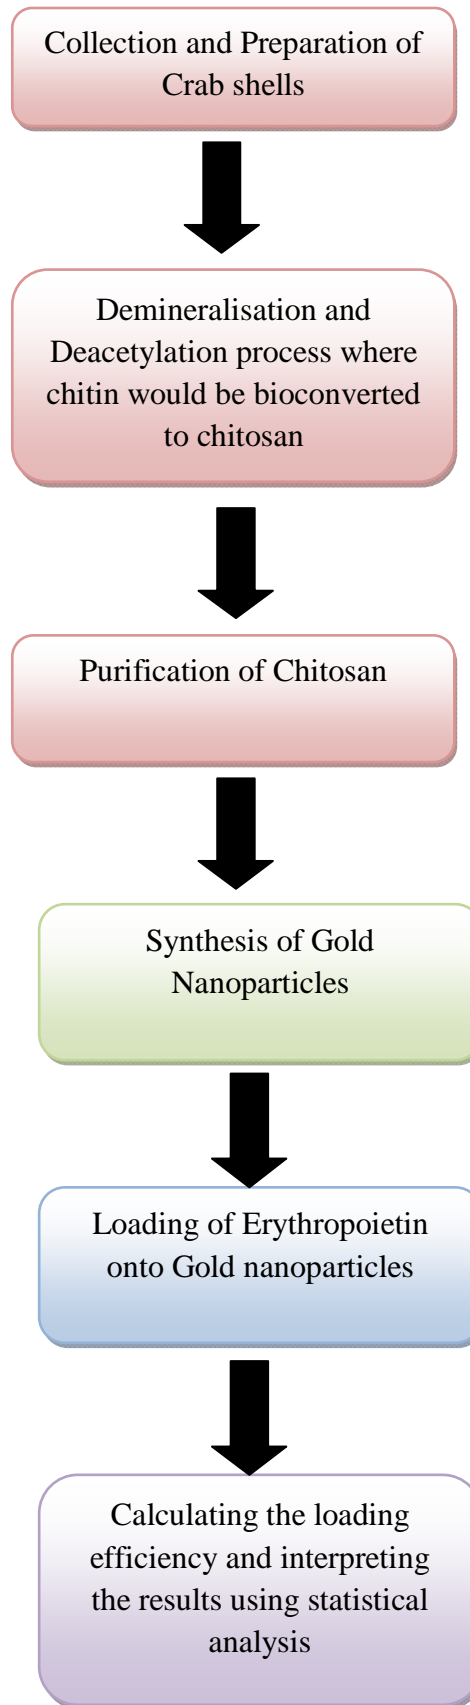 Collection and Preparation of
Crab shells
Demineralisation and
Deacetylation process where
chitin would be bioconverted
to chitosan
Purification of Chitosan
Synthesis of Gold
Nanoparticles
Loading of Erythropoietin
onto Gold nanoparticles
Calculating the loading
efficiency and interpreting
the results using statistical
analysis